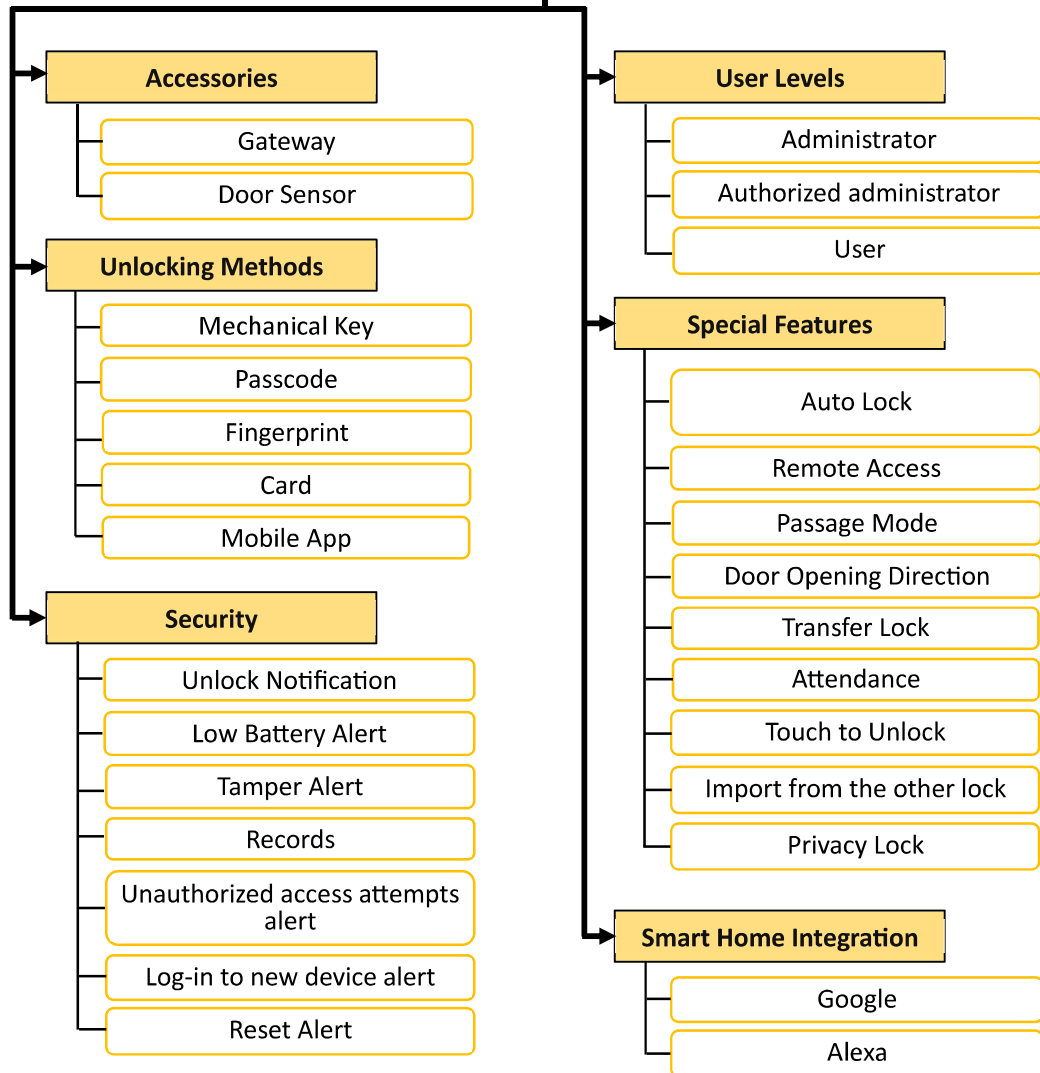 Accessories
Gateway
Door Sensor
Unlocking Methods
Mechanical Key
Passcode
Fingerprint
Card
Mobile App
Security
Unlock Notification
Low Battery Alert
Tamper Alert
Records
Unauthorized access attempts
alert
Log-in to new device alert
Reset Alert
User Levels
Administrator
Authorized administrator
User
Special Features
Auto Lock
Remote Access
Passage Mode
Door Opening Direction
Transfer Lock
Attendance
Touch to Unlock
Import from the other lock
Privacy Lock
Smart Home Integration
Google
Alexa